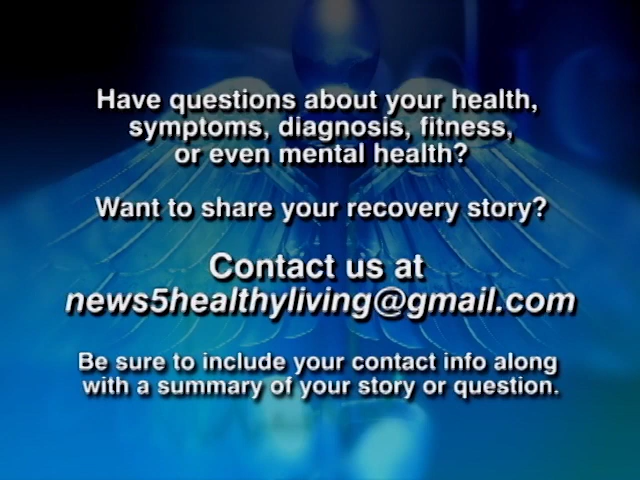 Have questions about your health,
symptoms, diagnosis, fitness,
or even mental health?
Want to share your recovery story?
Contact us at
news5healthyliving@gmail.com
Be sure to include your contact info along
with a summary of your story or question.